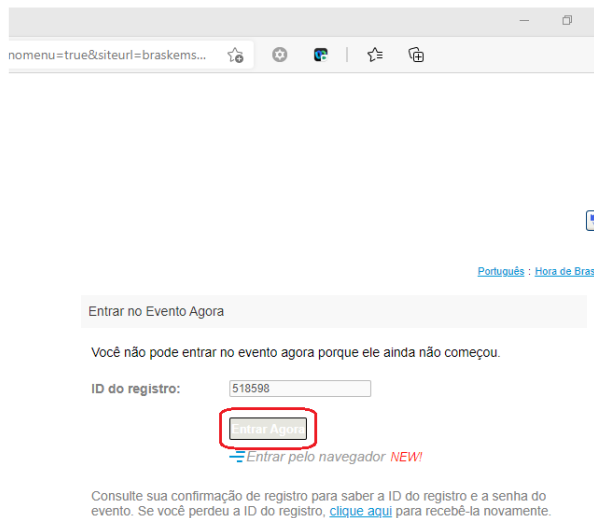 nomenu=true&siteurl=braskems...
Português : Hora de Bras
Entrar no Evento Agora
Você não pode entrar no evento agora porque ele ainda não começou.
ID do registro: 518598
Entrar Agora
Entrar pelo navegador NEW!
Consulte sua confirmação de registro para saber a ID do registro e a senha do
evento. Se você perdeu a ID do registro, clique aqui para recebê-la novamente.